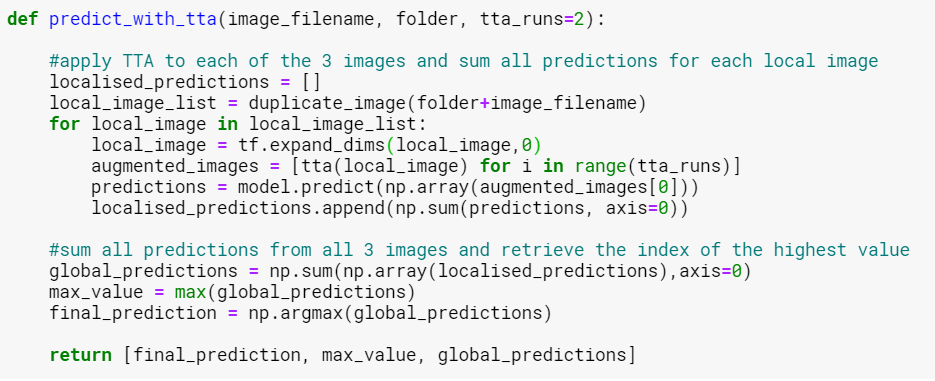 def predict_with_tta(image_filename, folder, tta_runs=2):
#apply TTA to each of the 3 images and sum all predictions for each local image
localised_predictions = []
local_image_list = duplicate_image(folder+image_filename)
for local_image in local_image_list:
local_image = tf.expand_dims(local_image,0)
augmented_images = [tta(local_image) for i in range(tta_runs)]
predictions = model.predict(np.array(augmented_images[0]))
localised_predictions.append(np.sum(predictions, axis=0))
#sum all predictions from all 3 images and retrieve the index of the highest value
global_predictions = np.sum(np.array(localised_predictions),axis=0)
max_value = max(global_predictions)
final_prediction = np.argmax(global_predictions)
return [final_prediction, max_value, global_predictions]